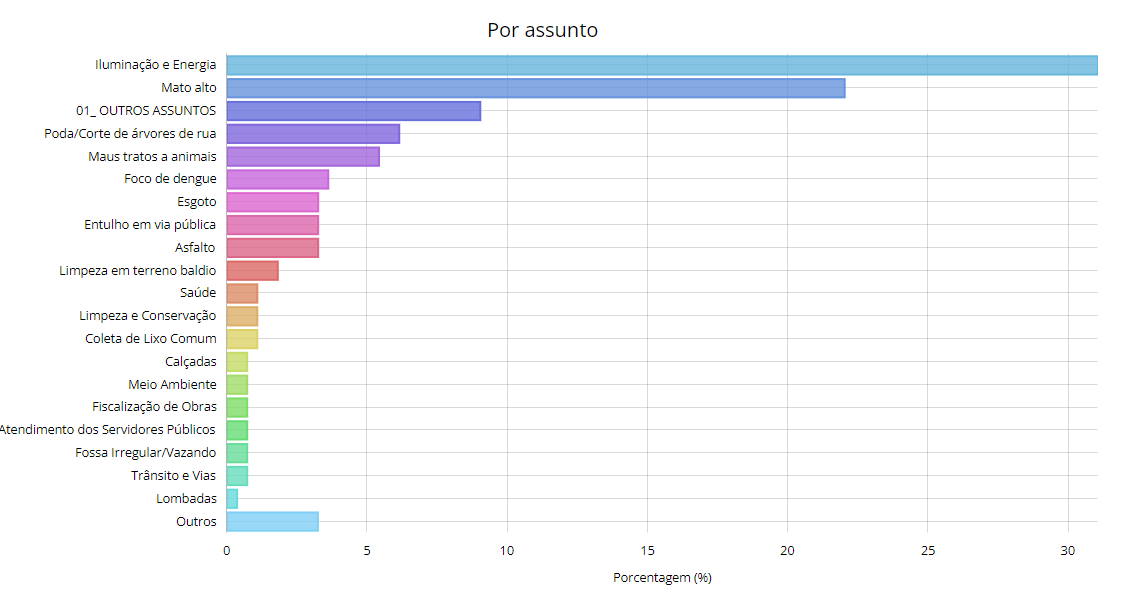 Por assunto
Iluminação e Energia
Mato alto
01_ OUTROS ASSUNTOS
Poda/Corte de árvores de rua
Maus tratos a animais
Foco de dengue
Esgoto
Entulho em via pública
Asfalto
Limpeza em terreno baldio
Saúde
Limpeza e Conservação
Coleta de Lixo Comum
Calçadas
Meio Ambiente
Fiscalização de Obras
Atendimento dos Servidores Públicos
Fossa Irregular/Vazando
Trânsito e Vias
Lombadas
Outros
0 5 10 15 20 25 30
Porcentagem (%)